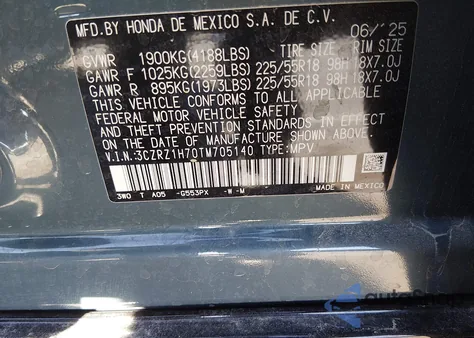 MFD.BY HONDA DE MEXICO S.A. DE C.V.
06/'25
TIRE SIZE RIM SIZE
GVWR 1900KG(4188LBS)
GAWR F 1025KG(2259LBS) 225/55R18 98H 18X7.0J
GAWR R 895KG(1973LBS) 225/55R18 98H 18X7.0J
THIS VEHICLE CONFORMS TO ALL APPLICABLE
FEDERAL MOTOR VEHICLE SAFETY
AND THEFT PREVENTION STANDARDS IN EFFECT
ON THE DATE OF MANUFACTURE SHOWN ABOVE.
V.I.N.:3CZRZ1H70TM705140 TYPE:MPV
3W0 T A05 -G553PX -W-M
MADE IN MEXICO